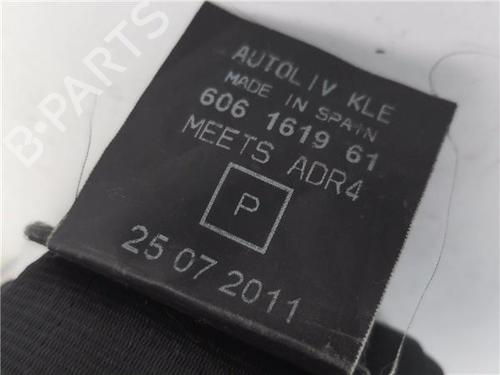 AUTOLIV KLE
MADE IN SPAIN
606 1619 61
MEETS ADR4
P
25 07 2011
B-PARTS